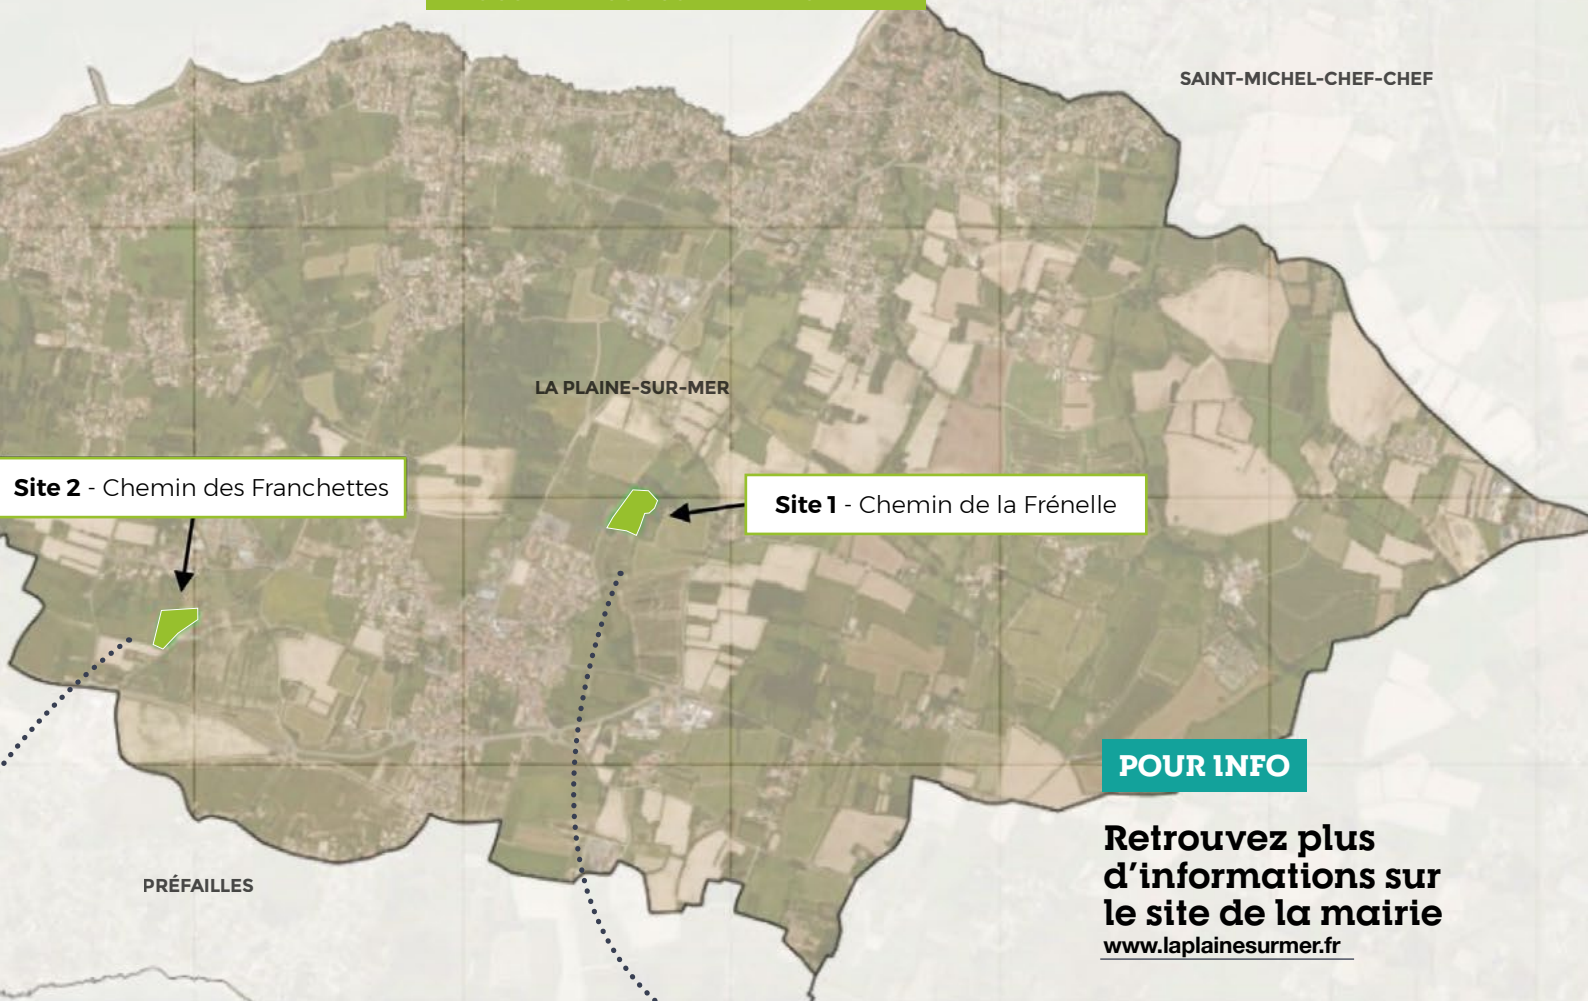 SAINT-MICHEL-CHEF-CHEF
LA PLAINE-SUR-MER
Site 2 - Chemin des Franchettes
Site 1 - Chemin de la Frénelle
POUR INFO
PRÉFAILLES
Retrouvez plus
d'informations sur
le site de la mairie
www.laplainesurmer.fr